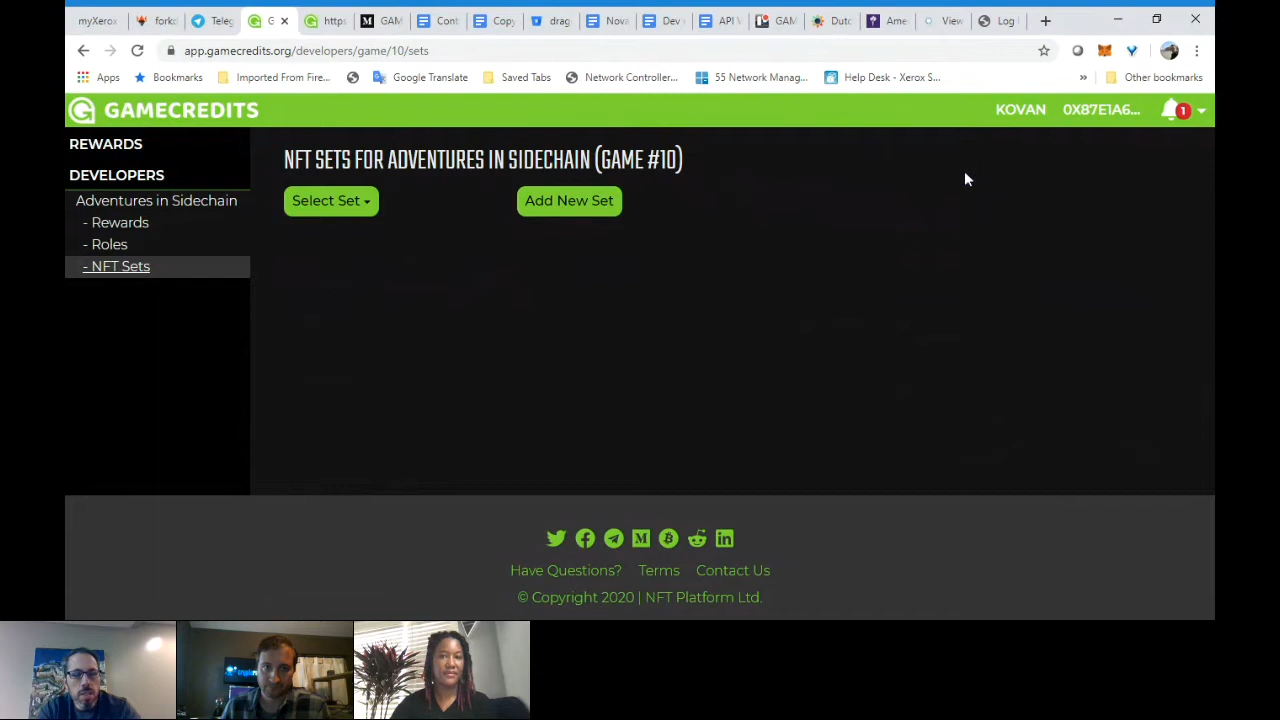 myXerox
forko
Teleg
G
https
GAM
Cont
Copy
drag
Nova
Dev
API V
GAM
Dutc
Ame
View
Log i
app.gamecredits.org/developers/game/10/sets
Apps
Bookmarks
Imported From Fire...
Google Translate
Saved Tabs
Network Controller...
55 Network Manag...
Help Desk - Xerox S...
»
Other bookmarks
GAMECREDITS
KOVAN
0X87E1A6...
1
REWARDS
DEVELOPERS
Adventures in Sidechain
- Rewards
- Roles
- NFT Sets
NFT SETS FOR ADVENTURES IN SIDECHAIN (GAME #10)
Select Set
Add New Set
Have Questions?
Terms
Contact Us
© Copyright 2020 | NFT Platform Ltd.